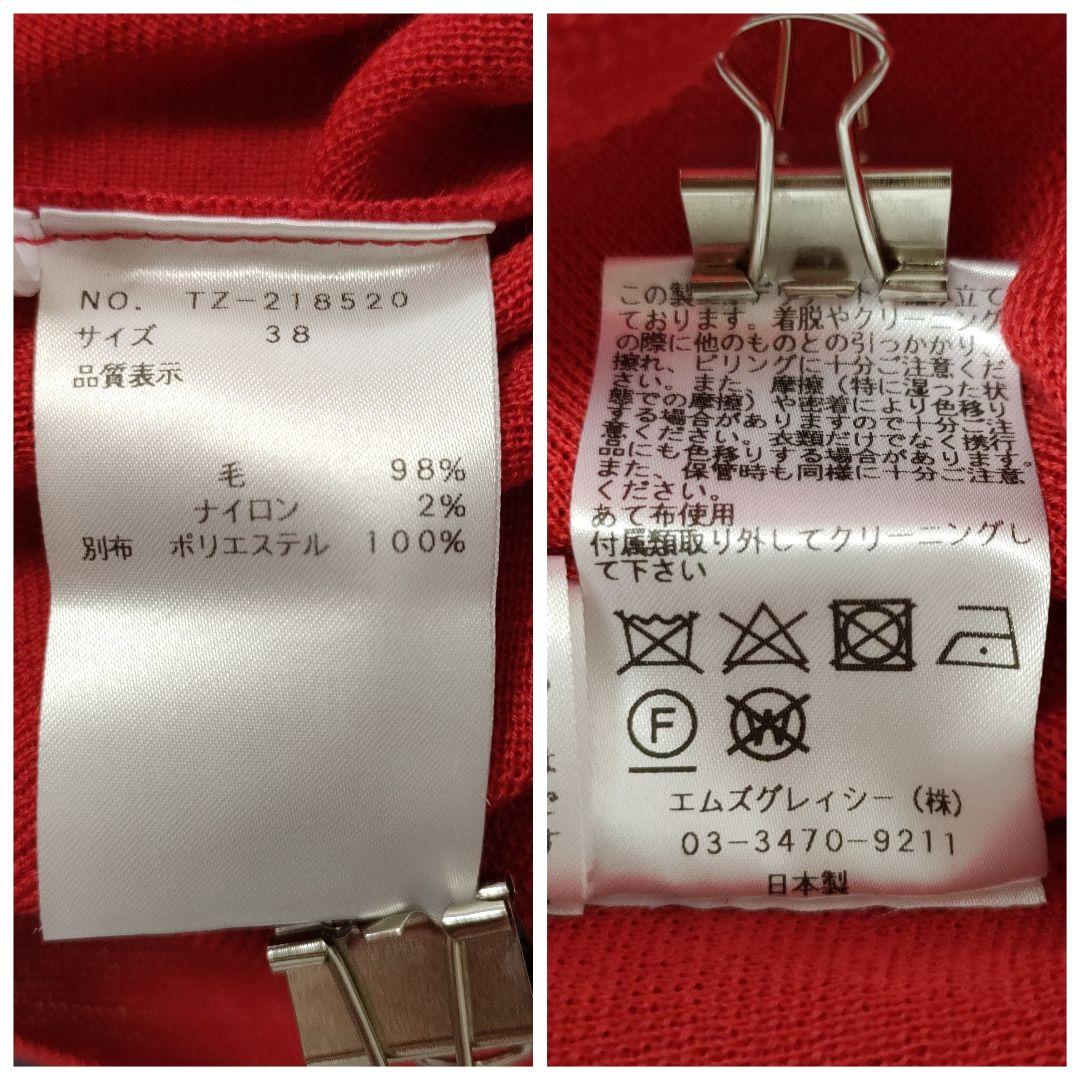 NO. TZ-218520
サイズ 38
品質表示
毛 98%
ナイロン 2%
別布 ポリエステル 100%
この製 立て
ております。着脱やクリーニング
の際に他のものとの引っかかり、
擦れ、ピリングに十分ご注意くだ
さい。また、摩擦(特に湿った状
態での摩擦)や密着により色移り
する場合がありますので十分ご注
意ください。衣類だけでなくご携行
品にも色移りする場合があります。
また、保管時も同様に十分ご注意
ください。
あて布使用
付属類取り外してクリーニングし
て下さい
F
W
エムズグレイシー(株)
03-3470-9211
日本製
な
で
す